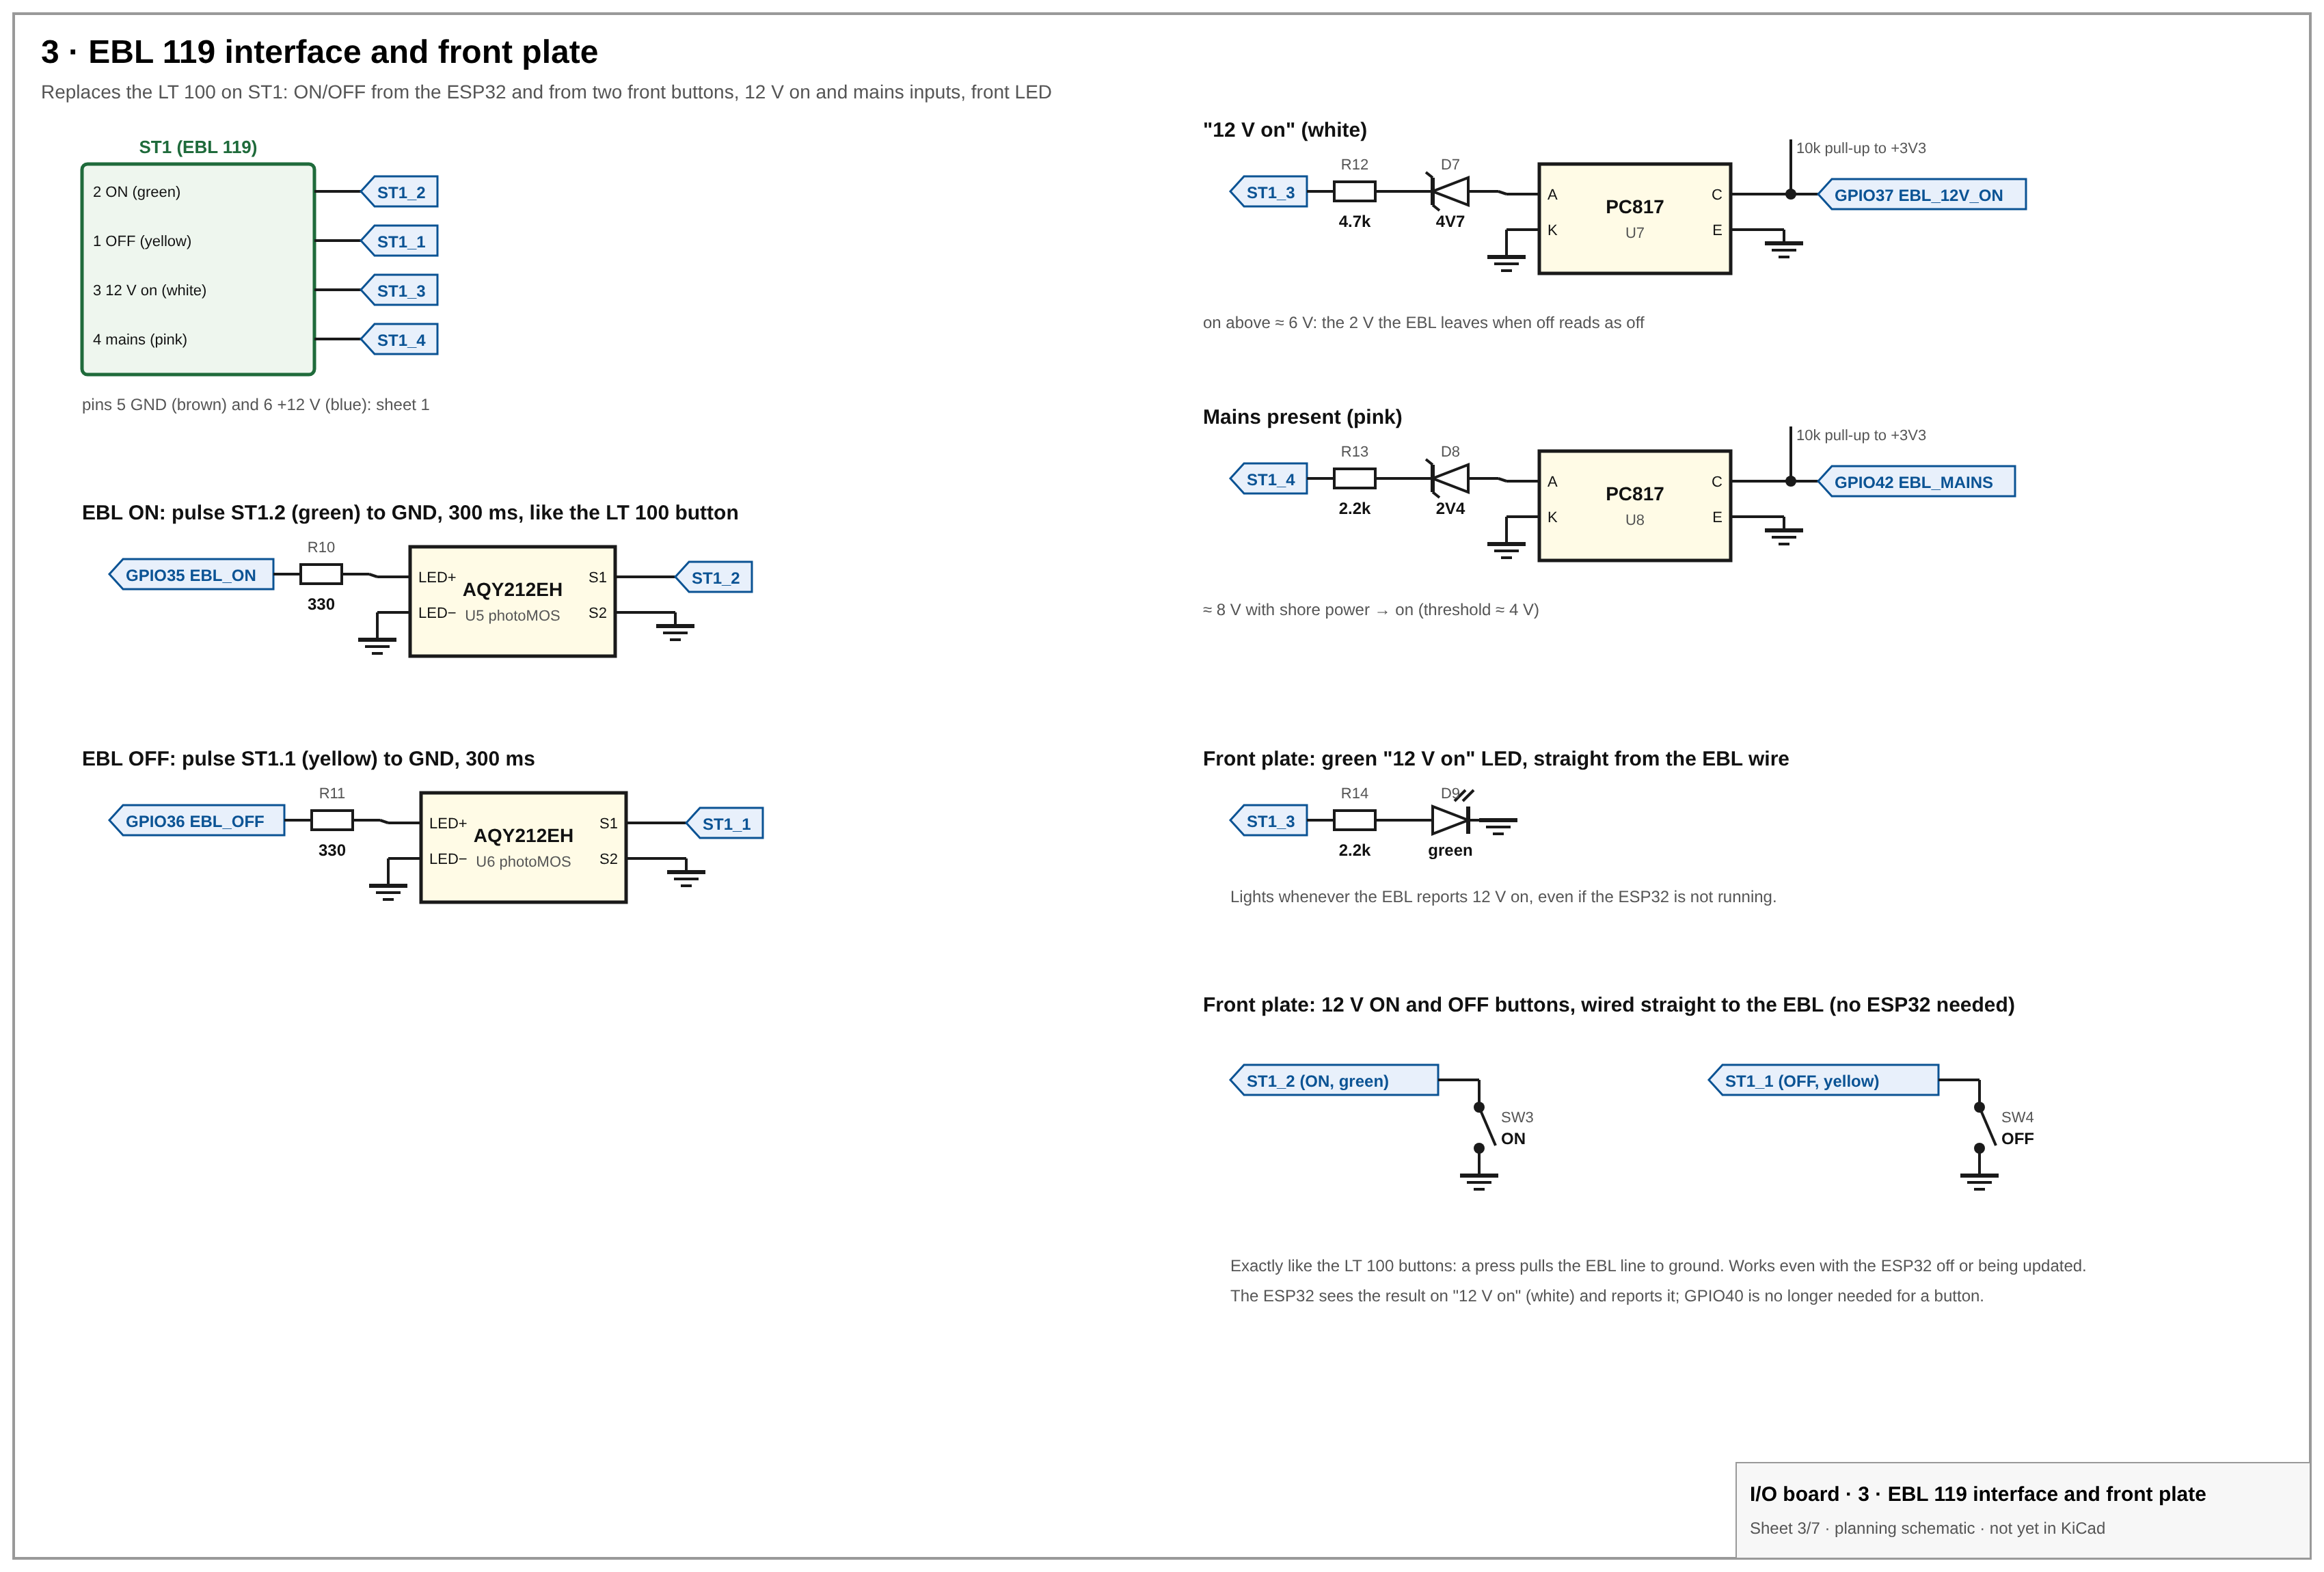 3 · EBL 119 interface and front plate
Replaces the LT 100 on ST1: ON/OFF from the ESP32 and from two front buttons, 12 V on and mains inputs, front LED
ST1 (EBL 119)
2 ON (green)
ST1_2
1 OFF (yellow)
ST1_1
3 12 V on (white)
ST1_3
4 mains (pink)
ST1_4
pins 5 GND (brown) and 6 +12 V (blue): sheet 1
EBL ON: pulse ST1.2 (green) to GND, 300 ms, like the LT 100 button
GPIO35 EBL_ON
R10
330
LED+
LED−
AQY212EH
U5 photoMOS
S1
S2
ST1_2
EBL OFF: pulse ST1.1 (yellow) to GND, 300 ms
GPIO36 EBL_OFF
R11
330
LED+
LED−
AQY212EH
U6 photoMOS
S1
S2
ST1_1
"12 V on" (white)
ST1_3
R12
4.7k
D7
4V7
A
K
PC817
U7
C
E
10k pull-up to +3V3
GPIO37 EBL_12V_ON
on above ≈ 6 V: the 2 V the EBL leaves when off reads as off
Mains present (pink)
ST1_4
R13
2.2k
D8
2V4
A
K
PC817
U8
C
E
10k pull-up to +3V3
GPIO42 EBL_MAINS
≈ 8 V with shore power → on (threshold ≈ 4 V)
Front plate: green "12 V on" LED, straight from the EBL wire
ST1_3
R14
2.2k
D9
green
Lights whenever the EBL reports 12 V on, even if the ESP32 is not running.
Front plate: 12 V ON and OFF buttons, wired straight to the EBL (no ESP32 needed)
ST1_2 (ON, green)
SW3
ON
ST1_1 (OFF, yellow)
SW4
OFF
Exactly like the LT 100 buttons: a press pulls the EBL line to ground. Works even with the ESP32 off or being updated.
The ESP32 sees the result on "12 V on" (white) and reports it; GPIO40 is no longer needed for a button.
I/O board · 3 · EBL 119 interface and front plate
Sheet 3/7 · planning schematic · not yet in KiCad